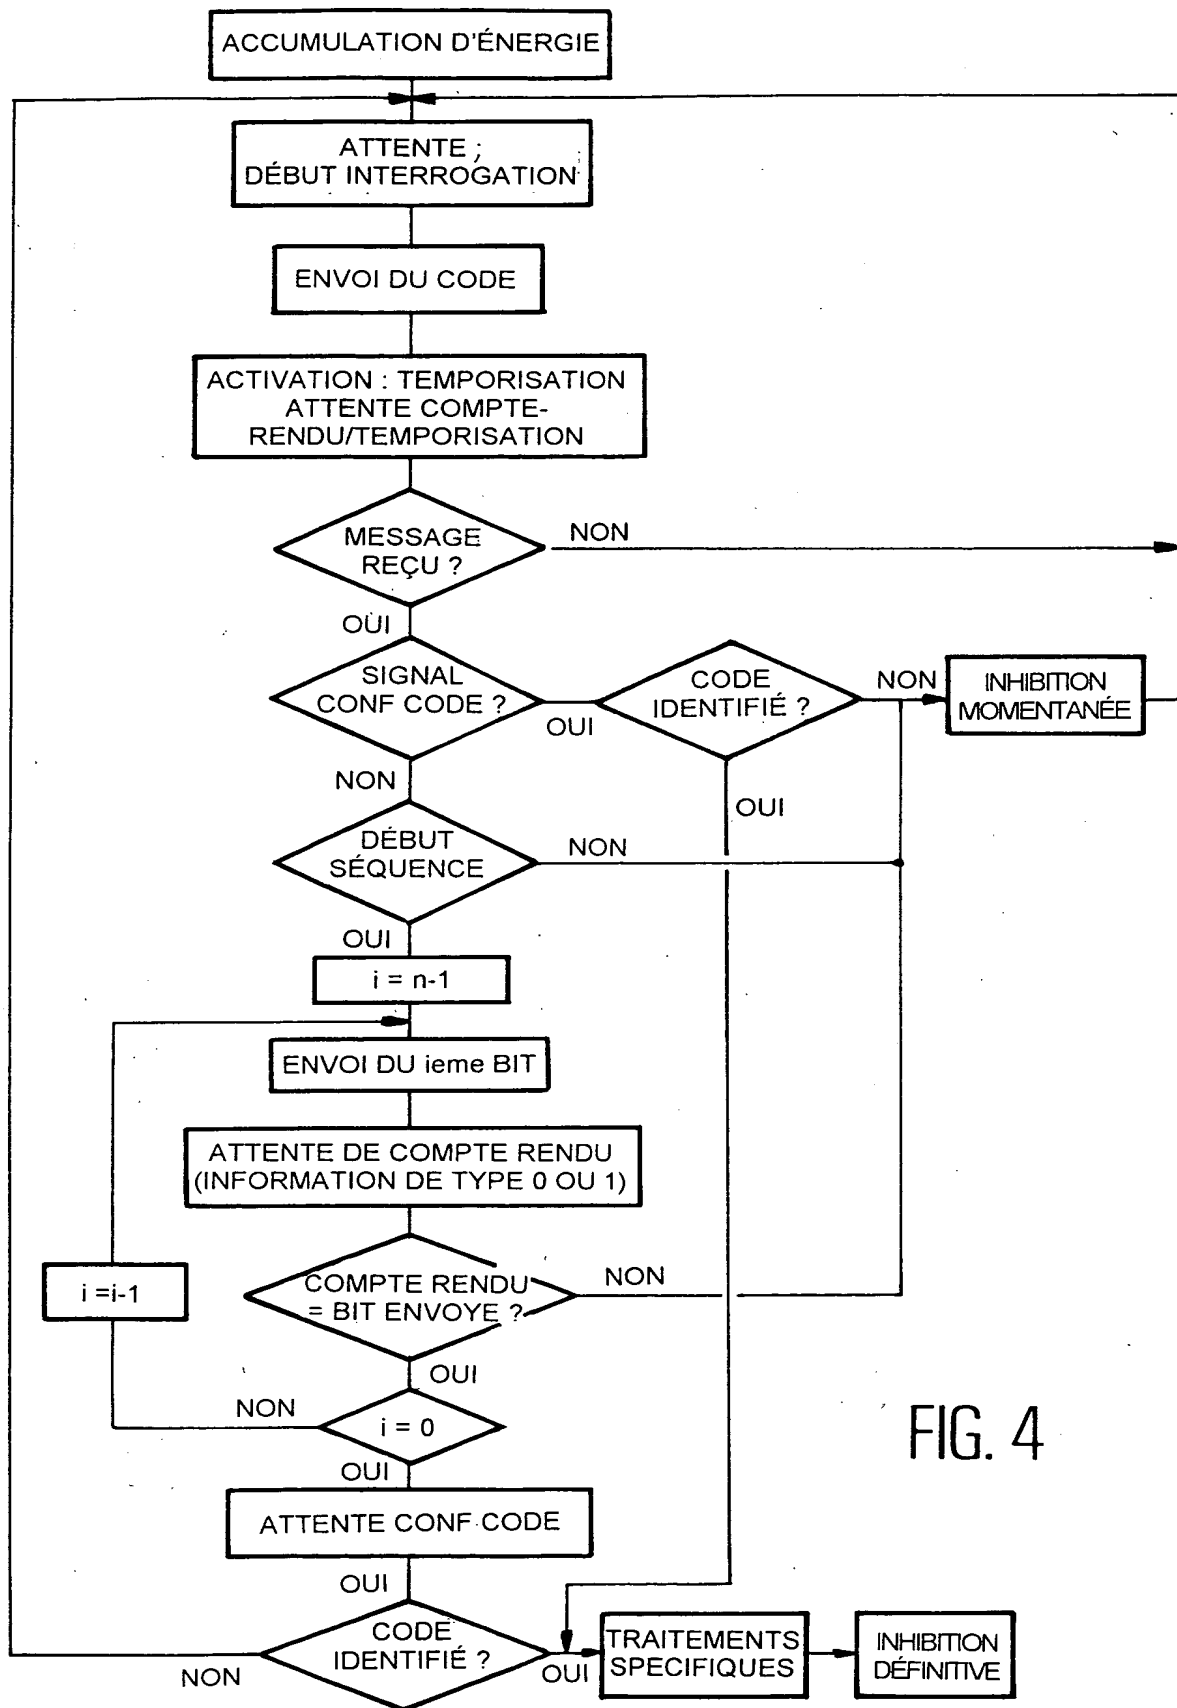 ACCUMULATION D'ÉNERGIE
ATTENTE ;
DÉBUT INTERROGATION
ENVOI DU CODE
ACTIVATION : TEMPORISATION
ATTENTE COMPTE-
RENDU/TEMPORISATION
MESSAGE
REÇU ?
NON
OUI
SIGNAL
CONF CODE ?
OUI
CODE
IDENTIFIÉ ?
NON
INHIBITION
MOMENTANÉE
NON
OUI
DÉBUT
SÉQUENCE
NON
OUI
i = n-1
ENVOI DU ieme BIT
ATTENTE DE COMPTE RENDU
(INFORMATION DE TYPE 0 OU 1)
i =i-1
COMPTE RENDU
= BIT ENVOYE ?
NON
OUI
NON
i = 0
FIG. 4
OUI
ATTENTE CONF CODE
OUI
CODE
IDENTIFIÉ ?
NON
OUI
TRAITEMENTS
SPECIFIQUES
INHIBITION
DÉFINITIVE